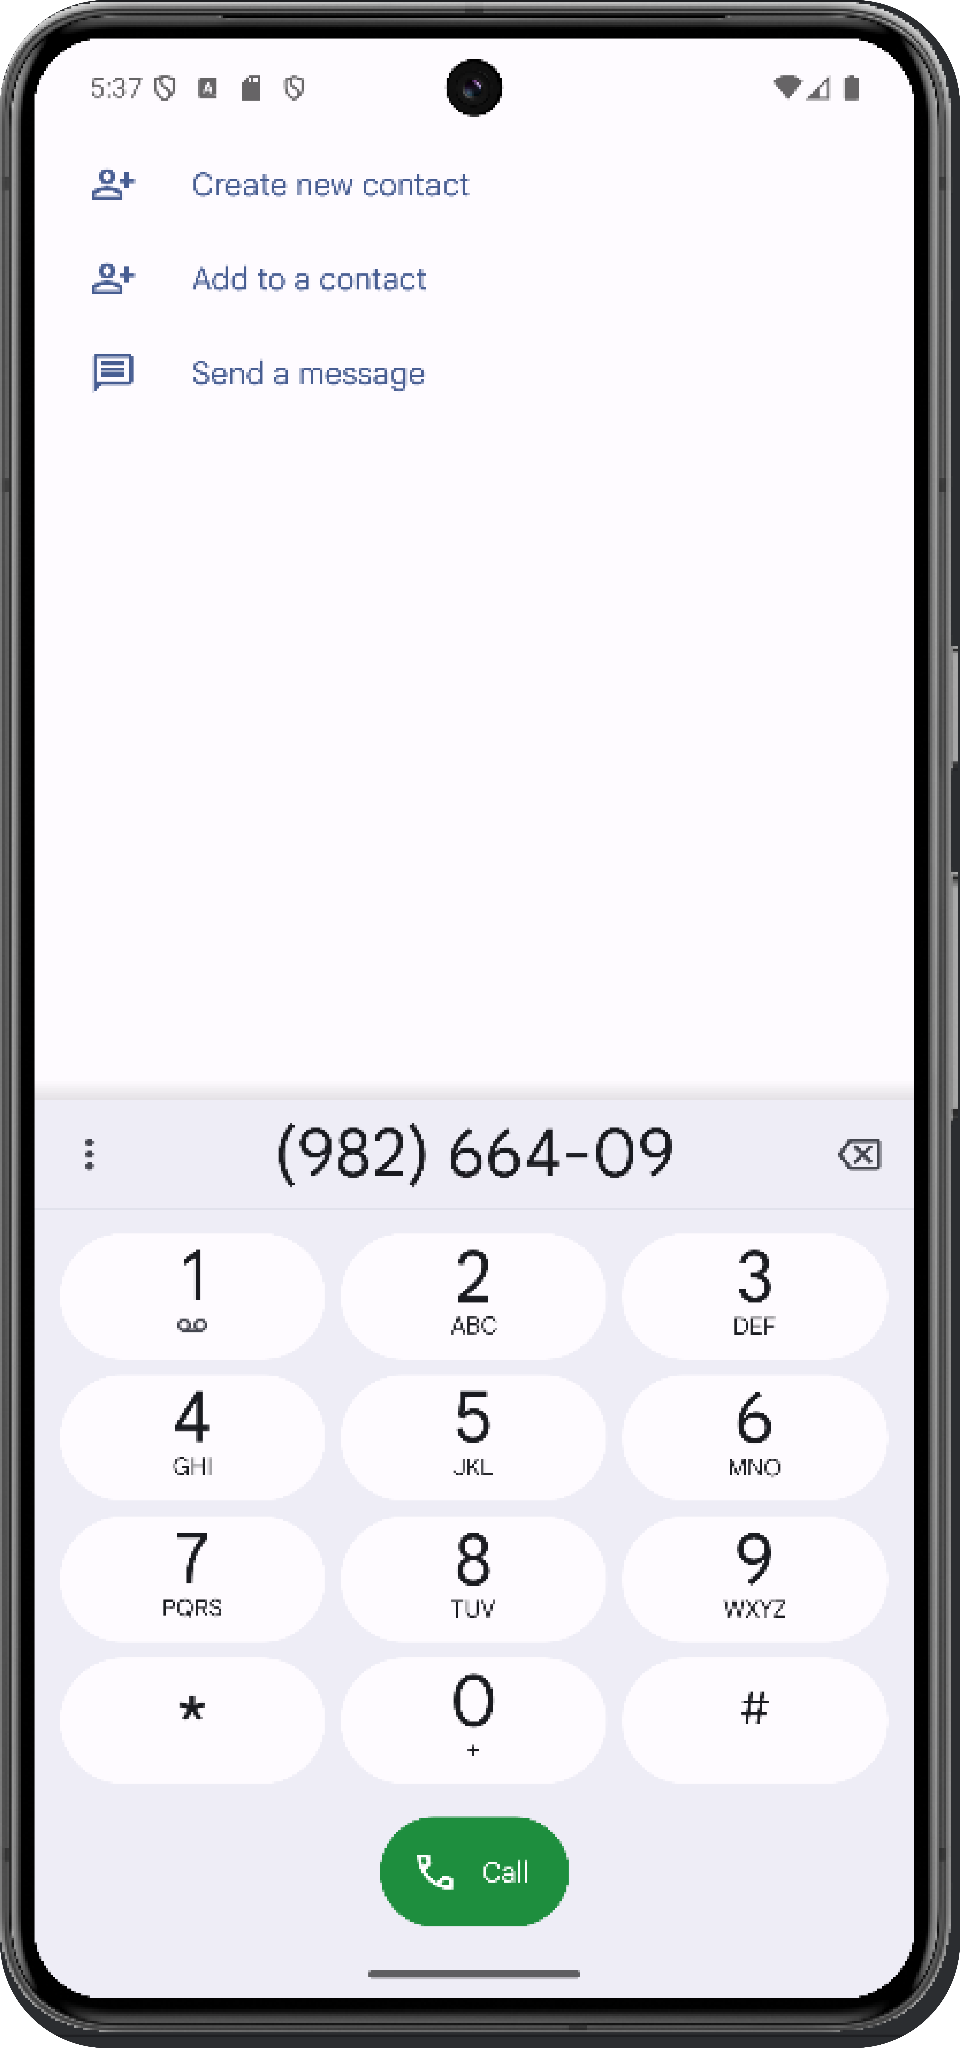 5:37
Create new contact
Add to a contact
Send a message
(982) 664-09
1 2 3
ABC DEF
4 5 6
GHI JKL MNO
7 8 9
PQRS TUV WXYZ
* 0 #
+
Call